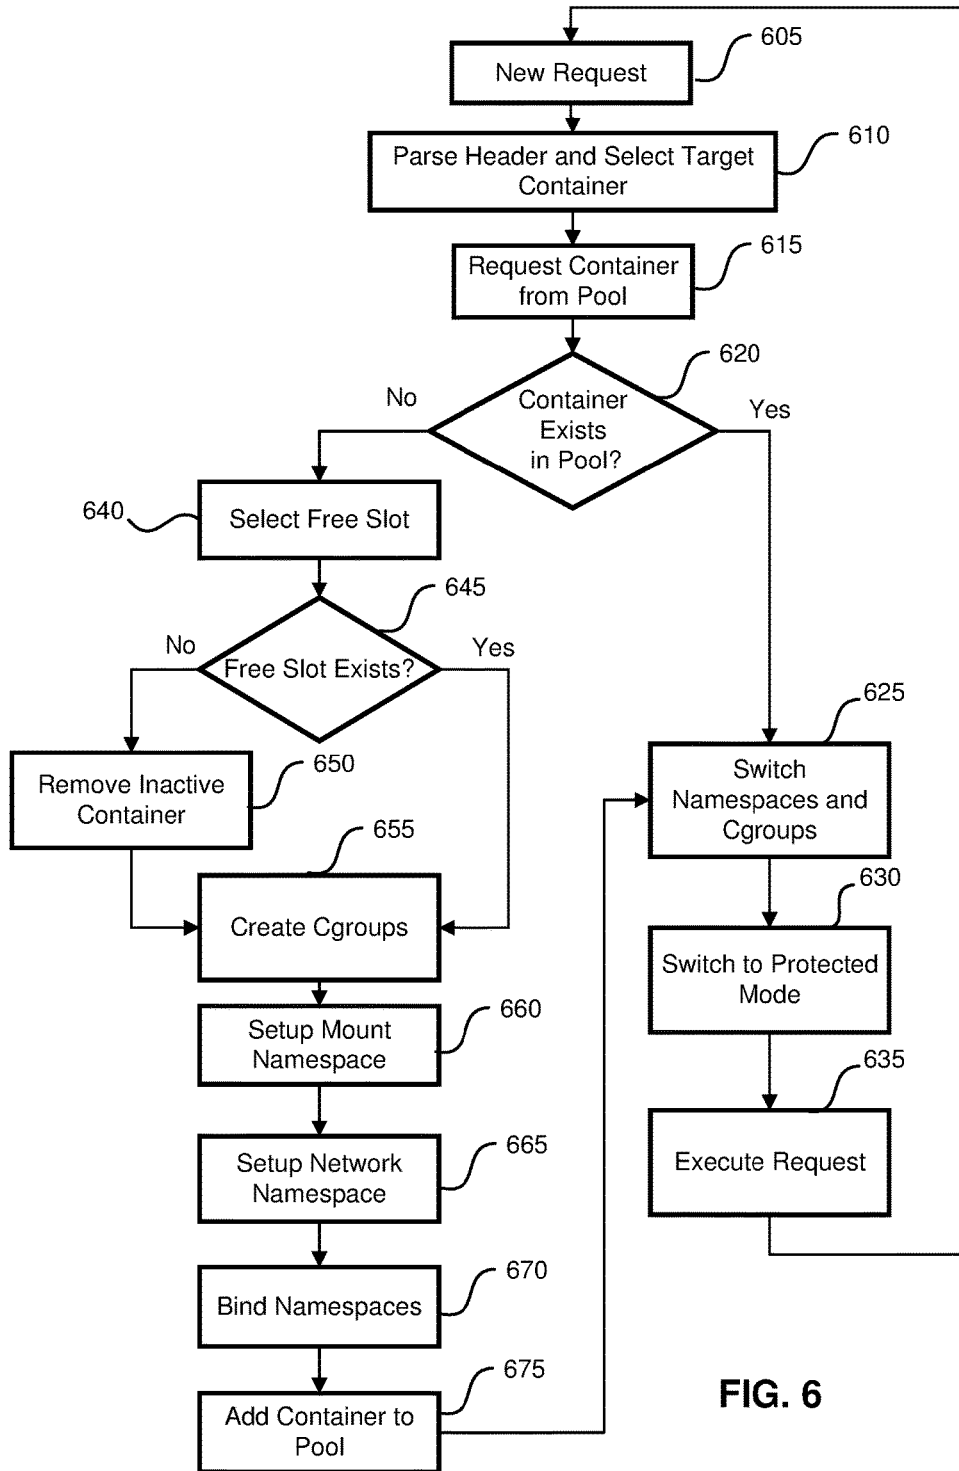 605
New Request
610
Parse Header and Select Target
Container
615
Request Container
from Pool
620
No
Container
Exists
in Pool?
Yes
640
Select Free Slot
645
No
Free Slot Exists?
Yes
625
650
Remove Inactive
Container
Switch
Namespaces and
Cgroups
655
Create Cgroups
630
Switch to Protected
Mode
660
Setup Mount
Namespace
635
665
Setup Network
Namespace
Execute Request
670
Bind Namespaces
675
Add Container to
Pool
FIG. 6